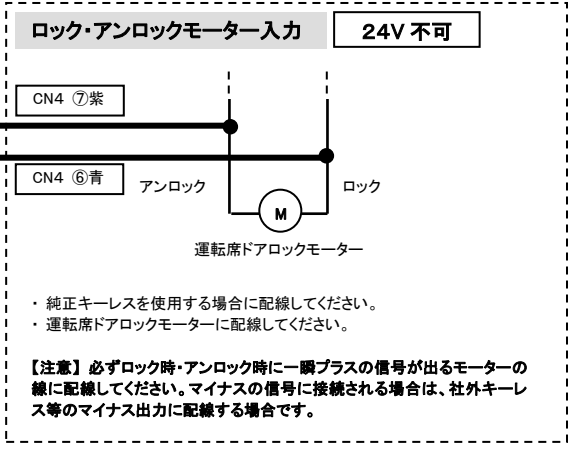 ロック・アンロックモーター入力
24V 不可
CN4 ⑦紫
CN4 ⑥青
アンロック
ロック
M
運転席ドアロックモーター
・ 純正キーレスを使用する場合に配線してください。
・ 運転席ドアロックモーターに配線してください。
【注意】 必ずロック時・アンロック時に一瞬プラスの信号が出るモーターの
線に配線してください。マイナスの信号に接続される場合は、社外キーレ
ス等のマイナス出力に配線する場合です。